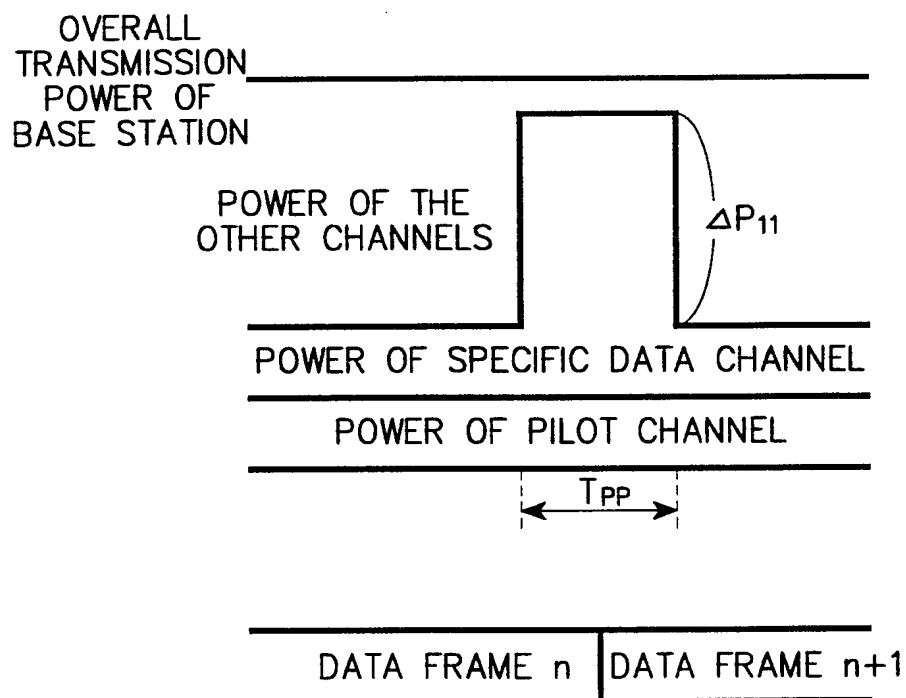 OVERALL
TRANSMISSION
POWER OF
BASE STATION
POWER OF THE
OTHER CHANNELS
ΔP11
POWER OF SPECIFIC DATA CHANNEL
POWER OF PILOT CHANNEL
TPP
DATA FRAME n
DATA FRAME n+1